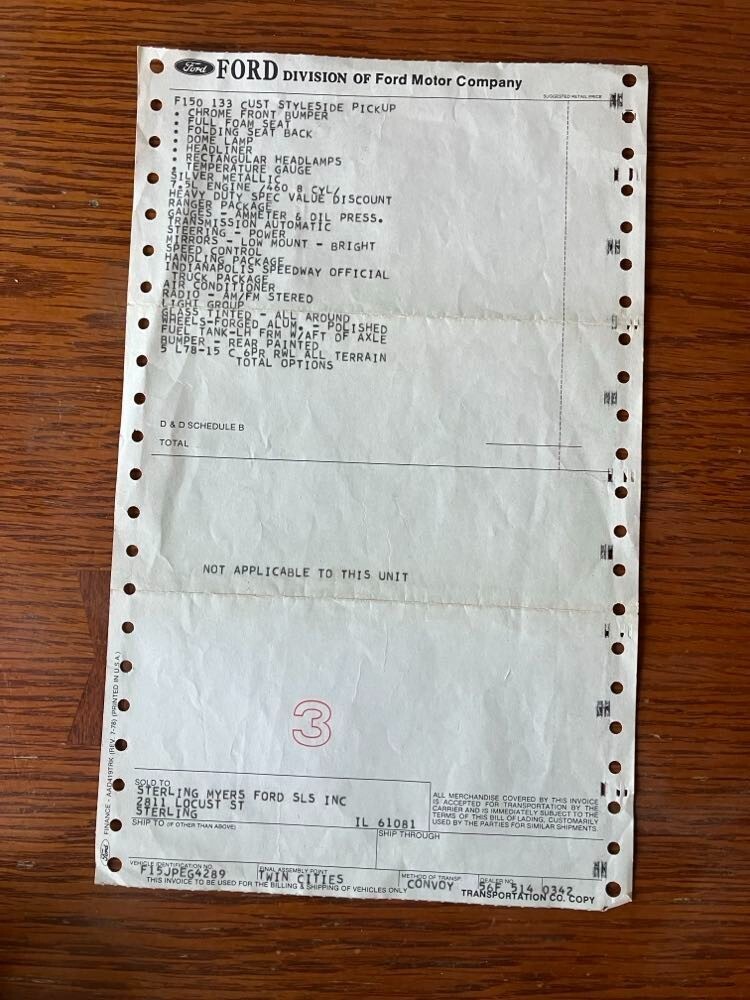 Ford FORD DIVISION OF Ford Motor Company
SUGGESTED RETAIL PRICE
F150 133 CUST STYLESIDE PICKUP
• CHROME FRONT BUMPER
• FULL FOAM SEAT
• FOLDING SEAT BACK
• DOME LAMP
• HEADLINER
• RECTANGULAR HEADLAMPS
• TEMPERATURE GAUGE
SILVER METALLIC
7.5L ENGINE /460 8 CYL/
HEAVY DUTY SPEC VALUE DISCOUNT
RANGER PACKAGE
GAUGES - AMMETER & OIL PRESS.
TRANSMISSION AUTOMATIC
STEERING - POWER
MIRRORS - LOW MOUNT - BRIGHT
SPEED CONTROL
HANDLING PACKAGE
INDIANAPOLIS SPEEDWAY OFFICIAL
TRUCK PACKAGE
AIR CONDITIONER
RADIO - AM/FM STEREO
LIGHT GROUP
GLASS TINTED - ALL AROUND
WHEELS-FORGED ALUM. - POLISHED
FUEL TANK-LH FRM W/AFT OF AXLE
BUMPER - REAR PAINTED
5 L78-15 C 6PR RWL ALL TERRAIN
TOTAL OPTIONS
D & D SCHEDULE B
TOTAL
NOT APPLICABLE TO THIS UNIT
3
FINANCE - AAD419TRK (REV. 7-78) (PRINTED IN U.S.A.)
Ford
SOLD TO
STERLING MYERS FORD SLS INC
2811 LOCUST ST
STERLING IL 61081
ALL MERCHANDISE COVERED BY THIS INVOICE
IS ACCEPTED FOR TRANSPORTATION BY THE
CARRIER AND IS IMMEDIATELY SUBJECT TO THE
TERMS OF THIS BILL OF LADING, CUSTOMARILY
USED BY THE PARTIES FOR SIMILAR SHIPMENTS.
SHIP TO (IF OTHER THAN ABOVE)
SHIP THROUGH
VEHICLE IDENTIFICATION NO. FINAL ASSEMBLY POINT METHOD OF TRANSP. DEALER NO.
F15JPEG4289 TWIN CITIES CONVOY 56F 514 0342
THIS INVOICE TO BE USED FOR THE BILLING & SHIPPING OF VEHICLES ONLY TRANSPORTATION CO. COPY